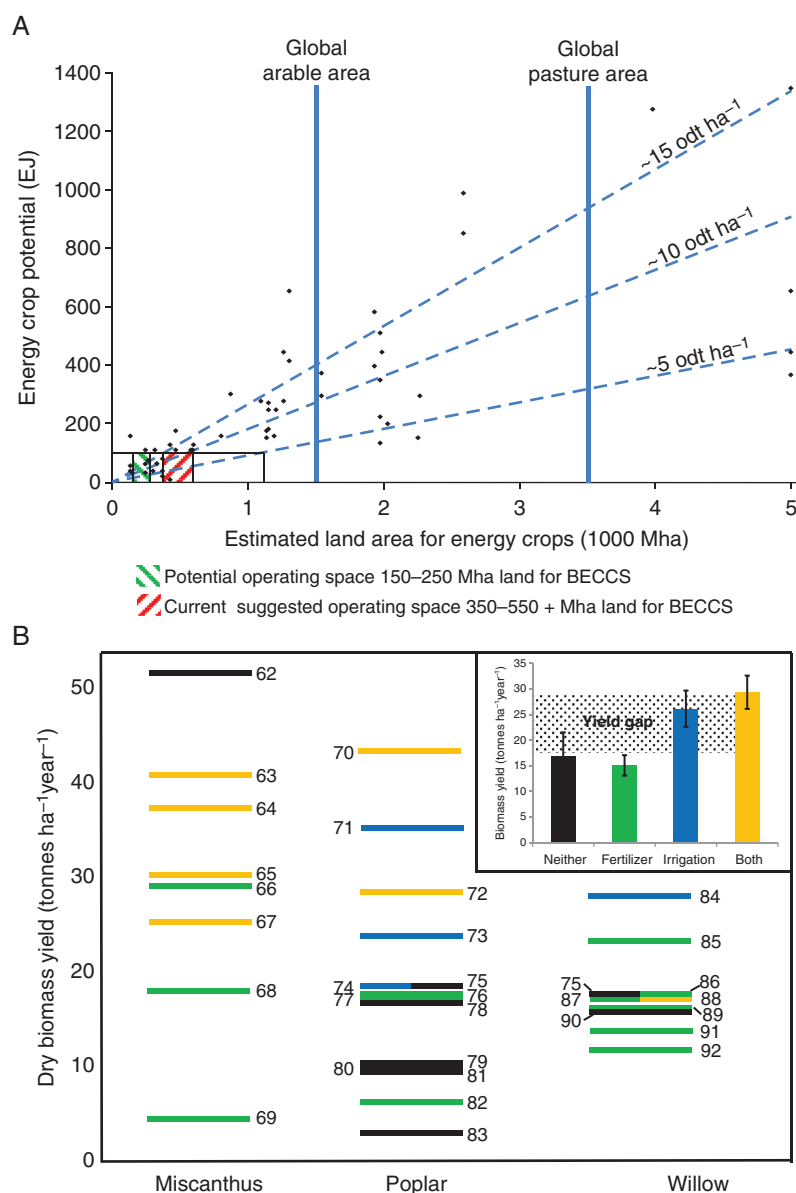 A
Global
arable area
Global
pasture area
1400
1200
1000
800
600
400
200
0
Energy crop potential (EJ)
~15 odt ha⁻¹
~10 odt ha⁻¹
~5 odt ha⁻¹
0 1 2 3 4 5
Estimated land area for energy crops (1000 Mha)
Potential operating space 150–250 Mha land for BECCS
Current suggested operating space 350–550 + Mha land for BECCS
B
Dry biomass yield (tonnes ha⁻¹year⁻¹)
50
40
30
20
10
0
62
63
64
65
66
67
68
69
70
71
72
73
74
75
76
77
78
79
80
81
82
83
84
85
75
86
87
88
89
90
91
92
Miscanthus Poplar Willow
Biomass yield (tonnes ha⁻¹year⁻¹)
35
30
25
20
15
10
5
0
Yield gap
Neither Fertilizer Irrigation Both